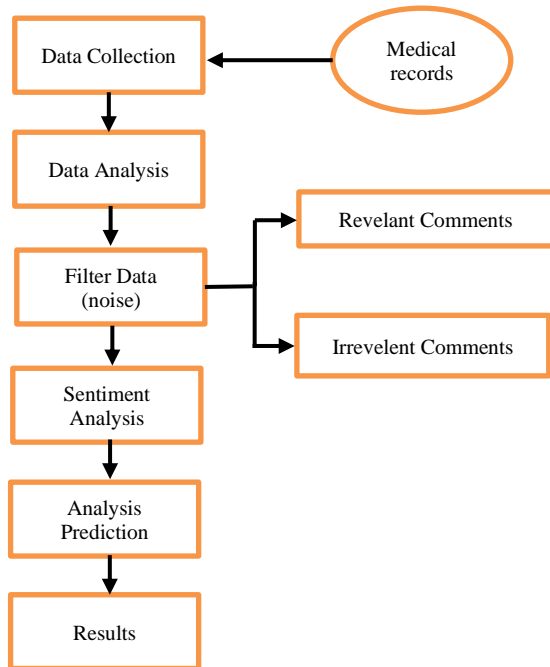 Data Collection
Medical
records
Data Analysis
Revelant Comments
Filter Data
(noise)
Irrevelent Comments
Sentiment
Analysis
Analysis
Prediction
Results